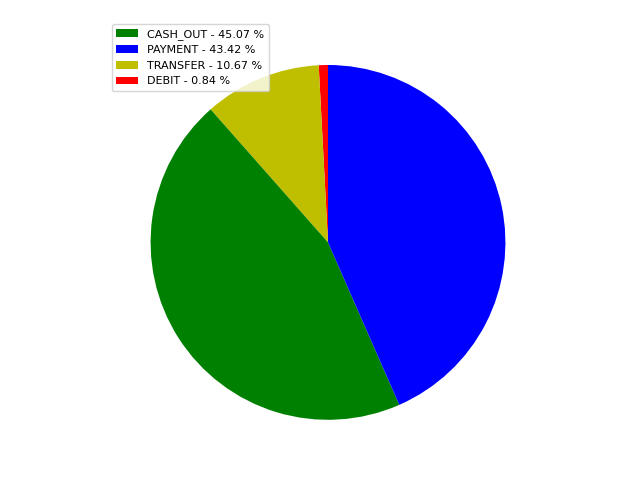 CASH_OUT - 45.07 %
PAYMENT - 43.42 %
TRANSFER - 10.67 %
DEBIT - 0.84 %